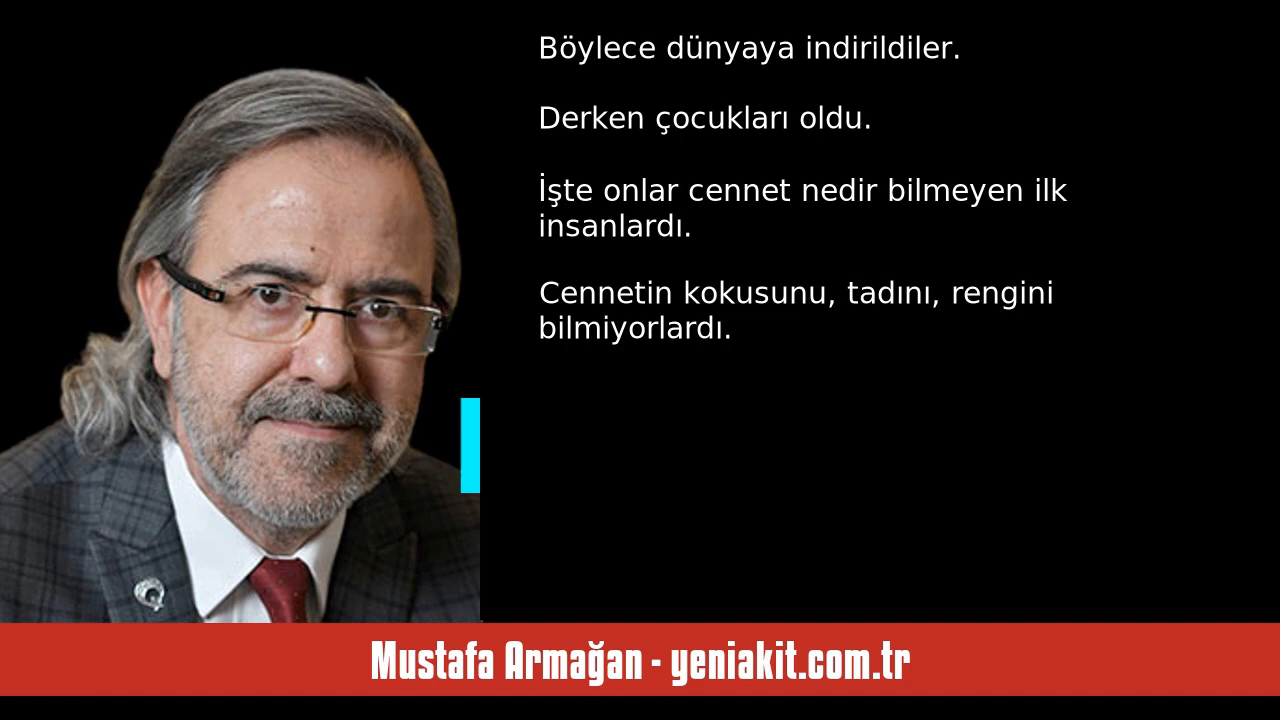 Böylece dünyaya indirildiler.
Derken çocukları oldu.
İşte onlar cennet nedir bilmeyen ilk
insanlardı.
Cennetin kokusunu, tadını, rengini
bilmiyorlardı.
Mustafa Armağan - yeniakit.com.tr